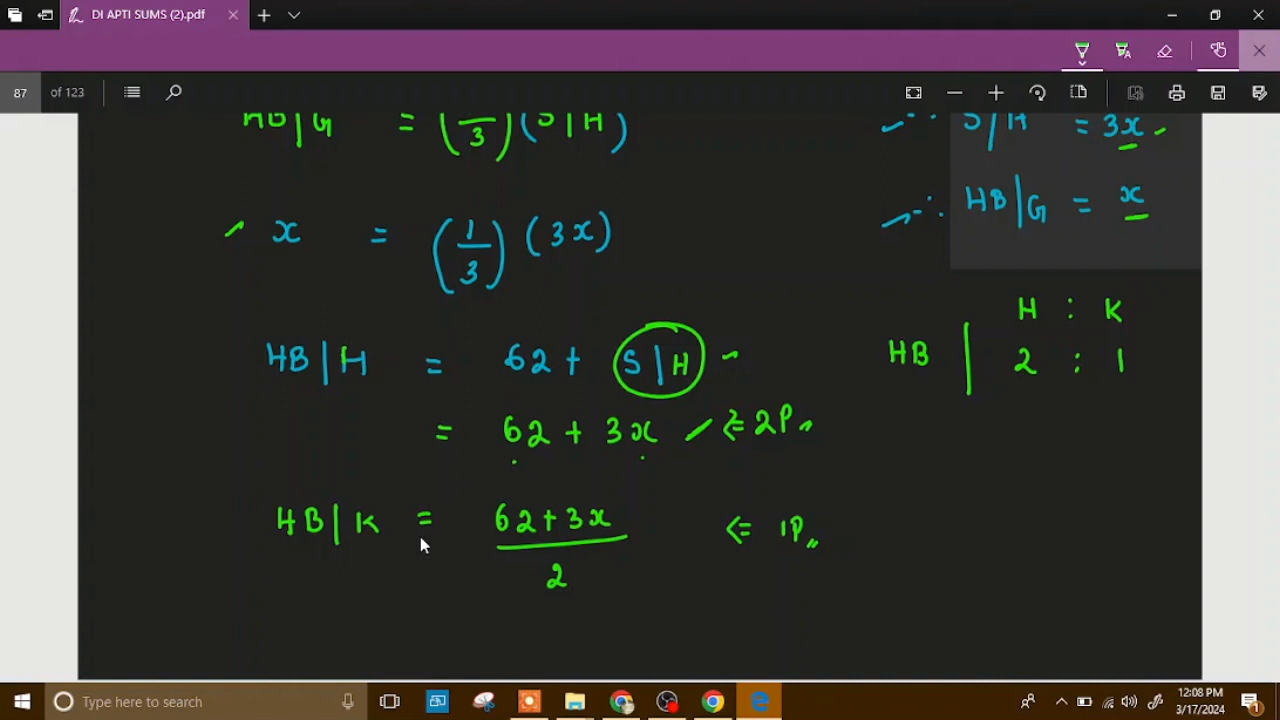 DI APTI SUMS (2).pdf
87 of 123
HB|G = ( /3)(S|H)
S|H = 3x
HB|G = x
x = (1/3) (3x)
H : K
HB | 2 : 1
HB|H = 62 + S|H
= 62 + 3x ⇐ 2P
HB|K = 62+3x/2 ⇐ 1P
Type here to search
12:08 PM
3/17/2024